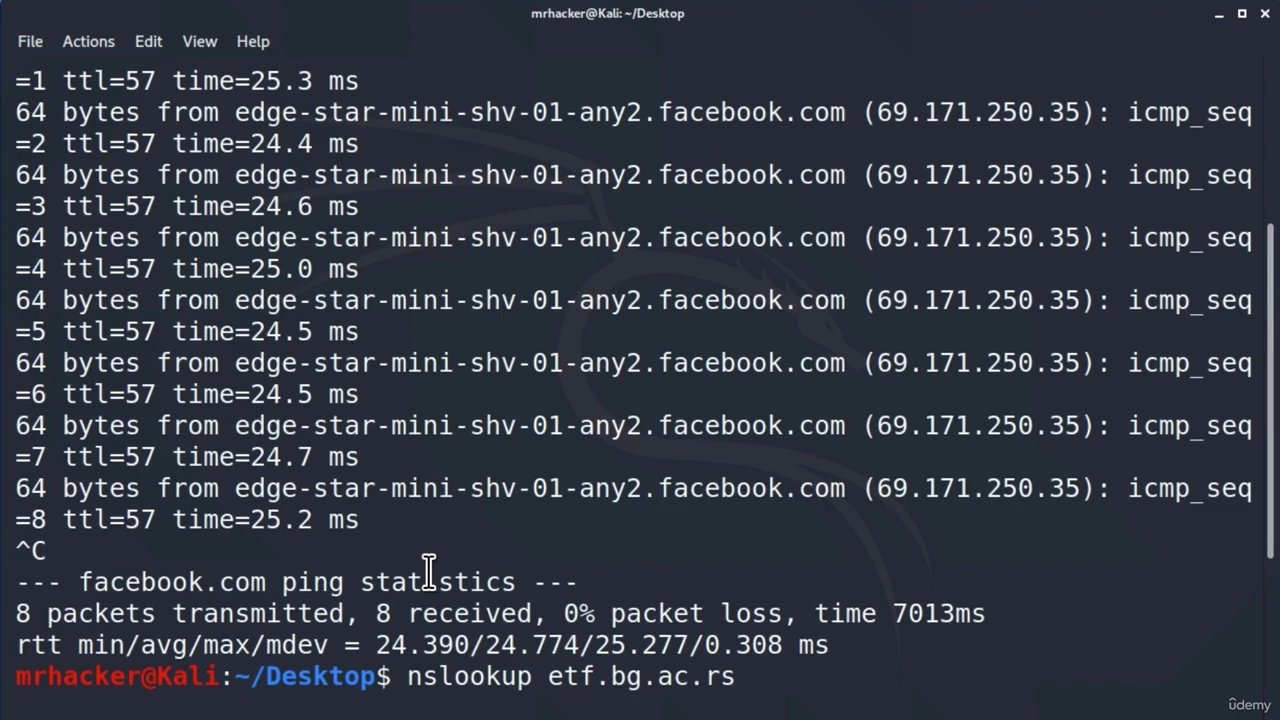 mrhacker@Kali: ~/Desktop
File Actions Edit View Help
=1 ttl=57 time=25.3 ms
64 bytes from edge-star-mini-shv-01-any2.facebook.com (69.171.250.35): icmp_seq
=2 ttl=57 time=24.4 ms
64 bytes from edge-star-mini-shv-01-any2.facebook.com (69.171.250.35): icmp_seq
=3 ttl=57 time=24.6 ms
64 bytes from edge-star-mini-shv-01-any2.facebook.com (69.171.250.35): icmp_seq
=4 ttl=57 time=25.0 ms
64 bytes from edge-star-mini-shv-01-any2.facebook.com (69.171.250.35): icmp_seq
=5 ttl=57 time=24.5 ms
64 bytes from edge-star-mini-shv-01-any2.facebook.com (69.171.250.35): icmp_seq
=6 ttl=57 time=24.5 ms
64 bytes from edge-star-mini-shv-01-any2.facebook.com (69.171.250.35): icmp_seq
=7 ttl=57 time=24.7 ms
64 bytes from edge-star-mini-shv-01-any2.facebook.com (69.171.250.35): icmp_seq
=8 ttl=57 time=25.2 ms
^C
--- facebook.com ping statistics ---
8 packets transmitted, 8 received, 0% packet loss, time 7013ms
rtt min/avg/max/mdev = 24.390/24.774/25.277/0.308 ms
mrhacker@Kali:~/Desktop$ nslookup etf.bg.ac.rs
ûdemy